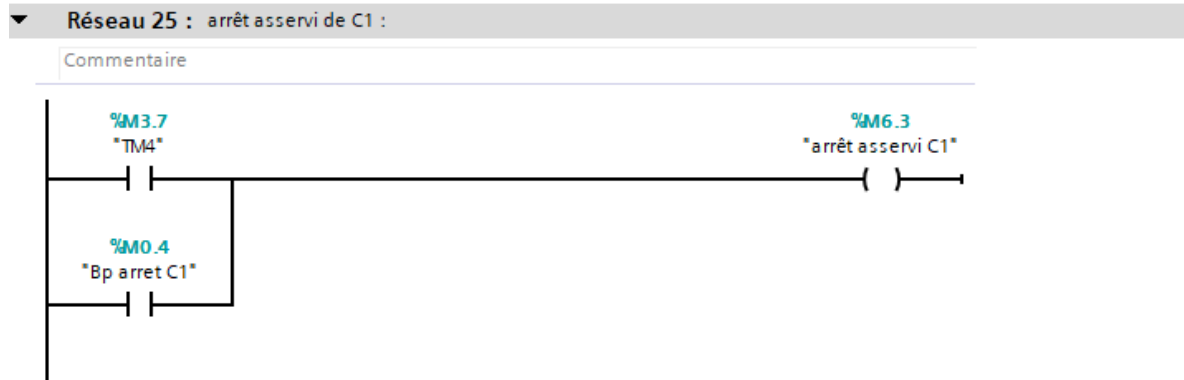 Réseau 25 : arrêt asservi de C1 :
Commentaire
%M3.7
"TM4"
%M6.3
"arrêt asservi C1"
%M0.4
"Bp arret C1"